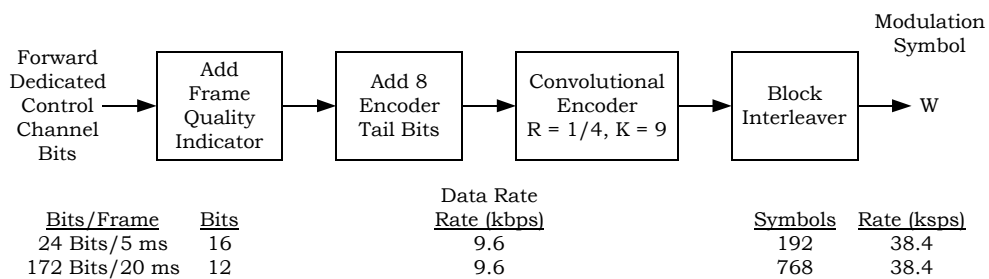 Modulation
Symbol
Forward
Dedicated
Control
Channel
Bits
Add
Frame
Quality
Indicator
Add 8
Encoder
Tail Bits
Convolutional
Encoder
R = 1/4, K = 9
Block
Interleaver
W
Data Rate
Bits/Frame Bits Rate (kbps) Symbols Rate (ksps)
24 Bits/5 ms 16 9.6 192 38.4
172 Bits/20 ms 12 9.6 768 38.4